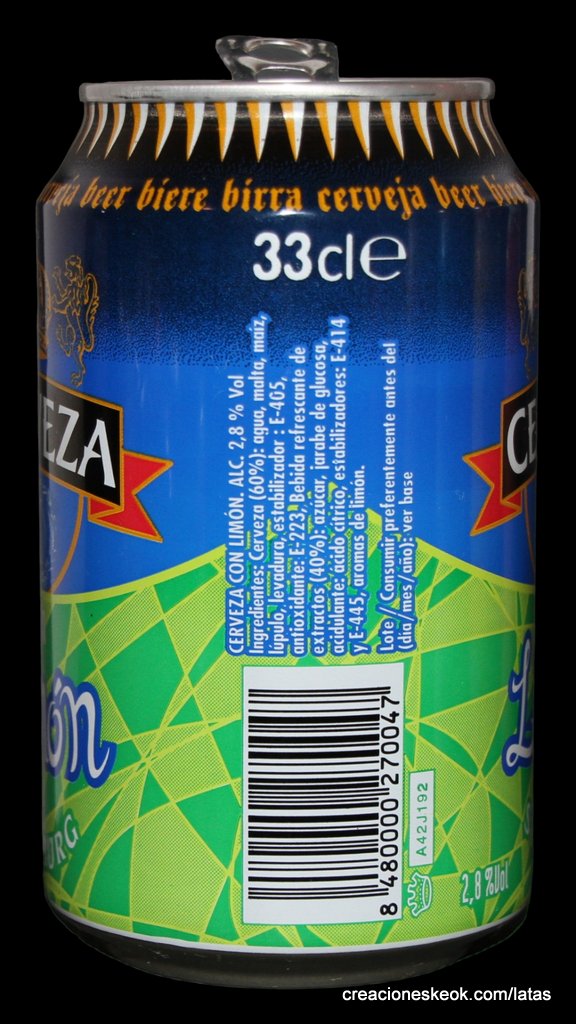 cerveja beer biere birra cerveja beer
33cl e
CERVEZA CON LIMÓN. ALC. 2,8 % Vol
Ingredientes: Cerveza (60%): agua, malta, maíz,
lúpulo, levadura, estabilizador : E-405,
antioxidante: E-223, Bebida refrescante de
extractos (40%): azúcar, jarabe de glucosa,
acidulante: ácido cítrico, estabilizadores: E-414
y E-445, aromas de limón.
Lote / Consumir preferentemente antes del
(día/mes/año): ver base
EZA
CE
ón
L
URG
8 480000 270047
A42J192
2,8 %Vol
creacioneskeok.com/latas